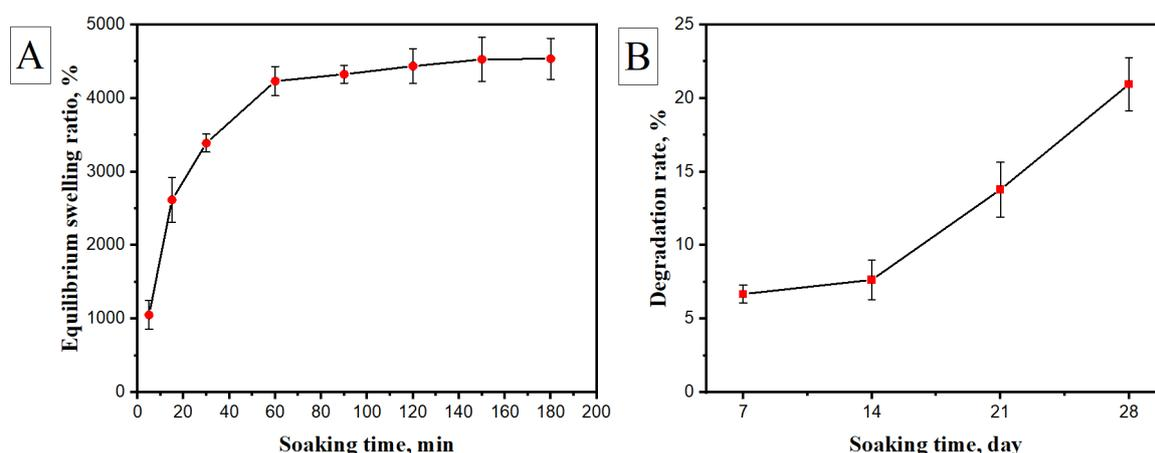 A
Equilibrium swelling ratio, %
5000
4000
3000
2000
1000
0
0 20 40 60 80 100 120 140 160 180 200
Soaking time, min
B
Degradation rate, %
25
20
15
10
5
0
7 14 21 28
Soaking time, day